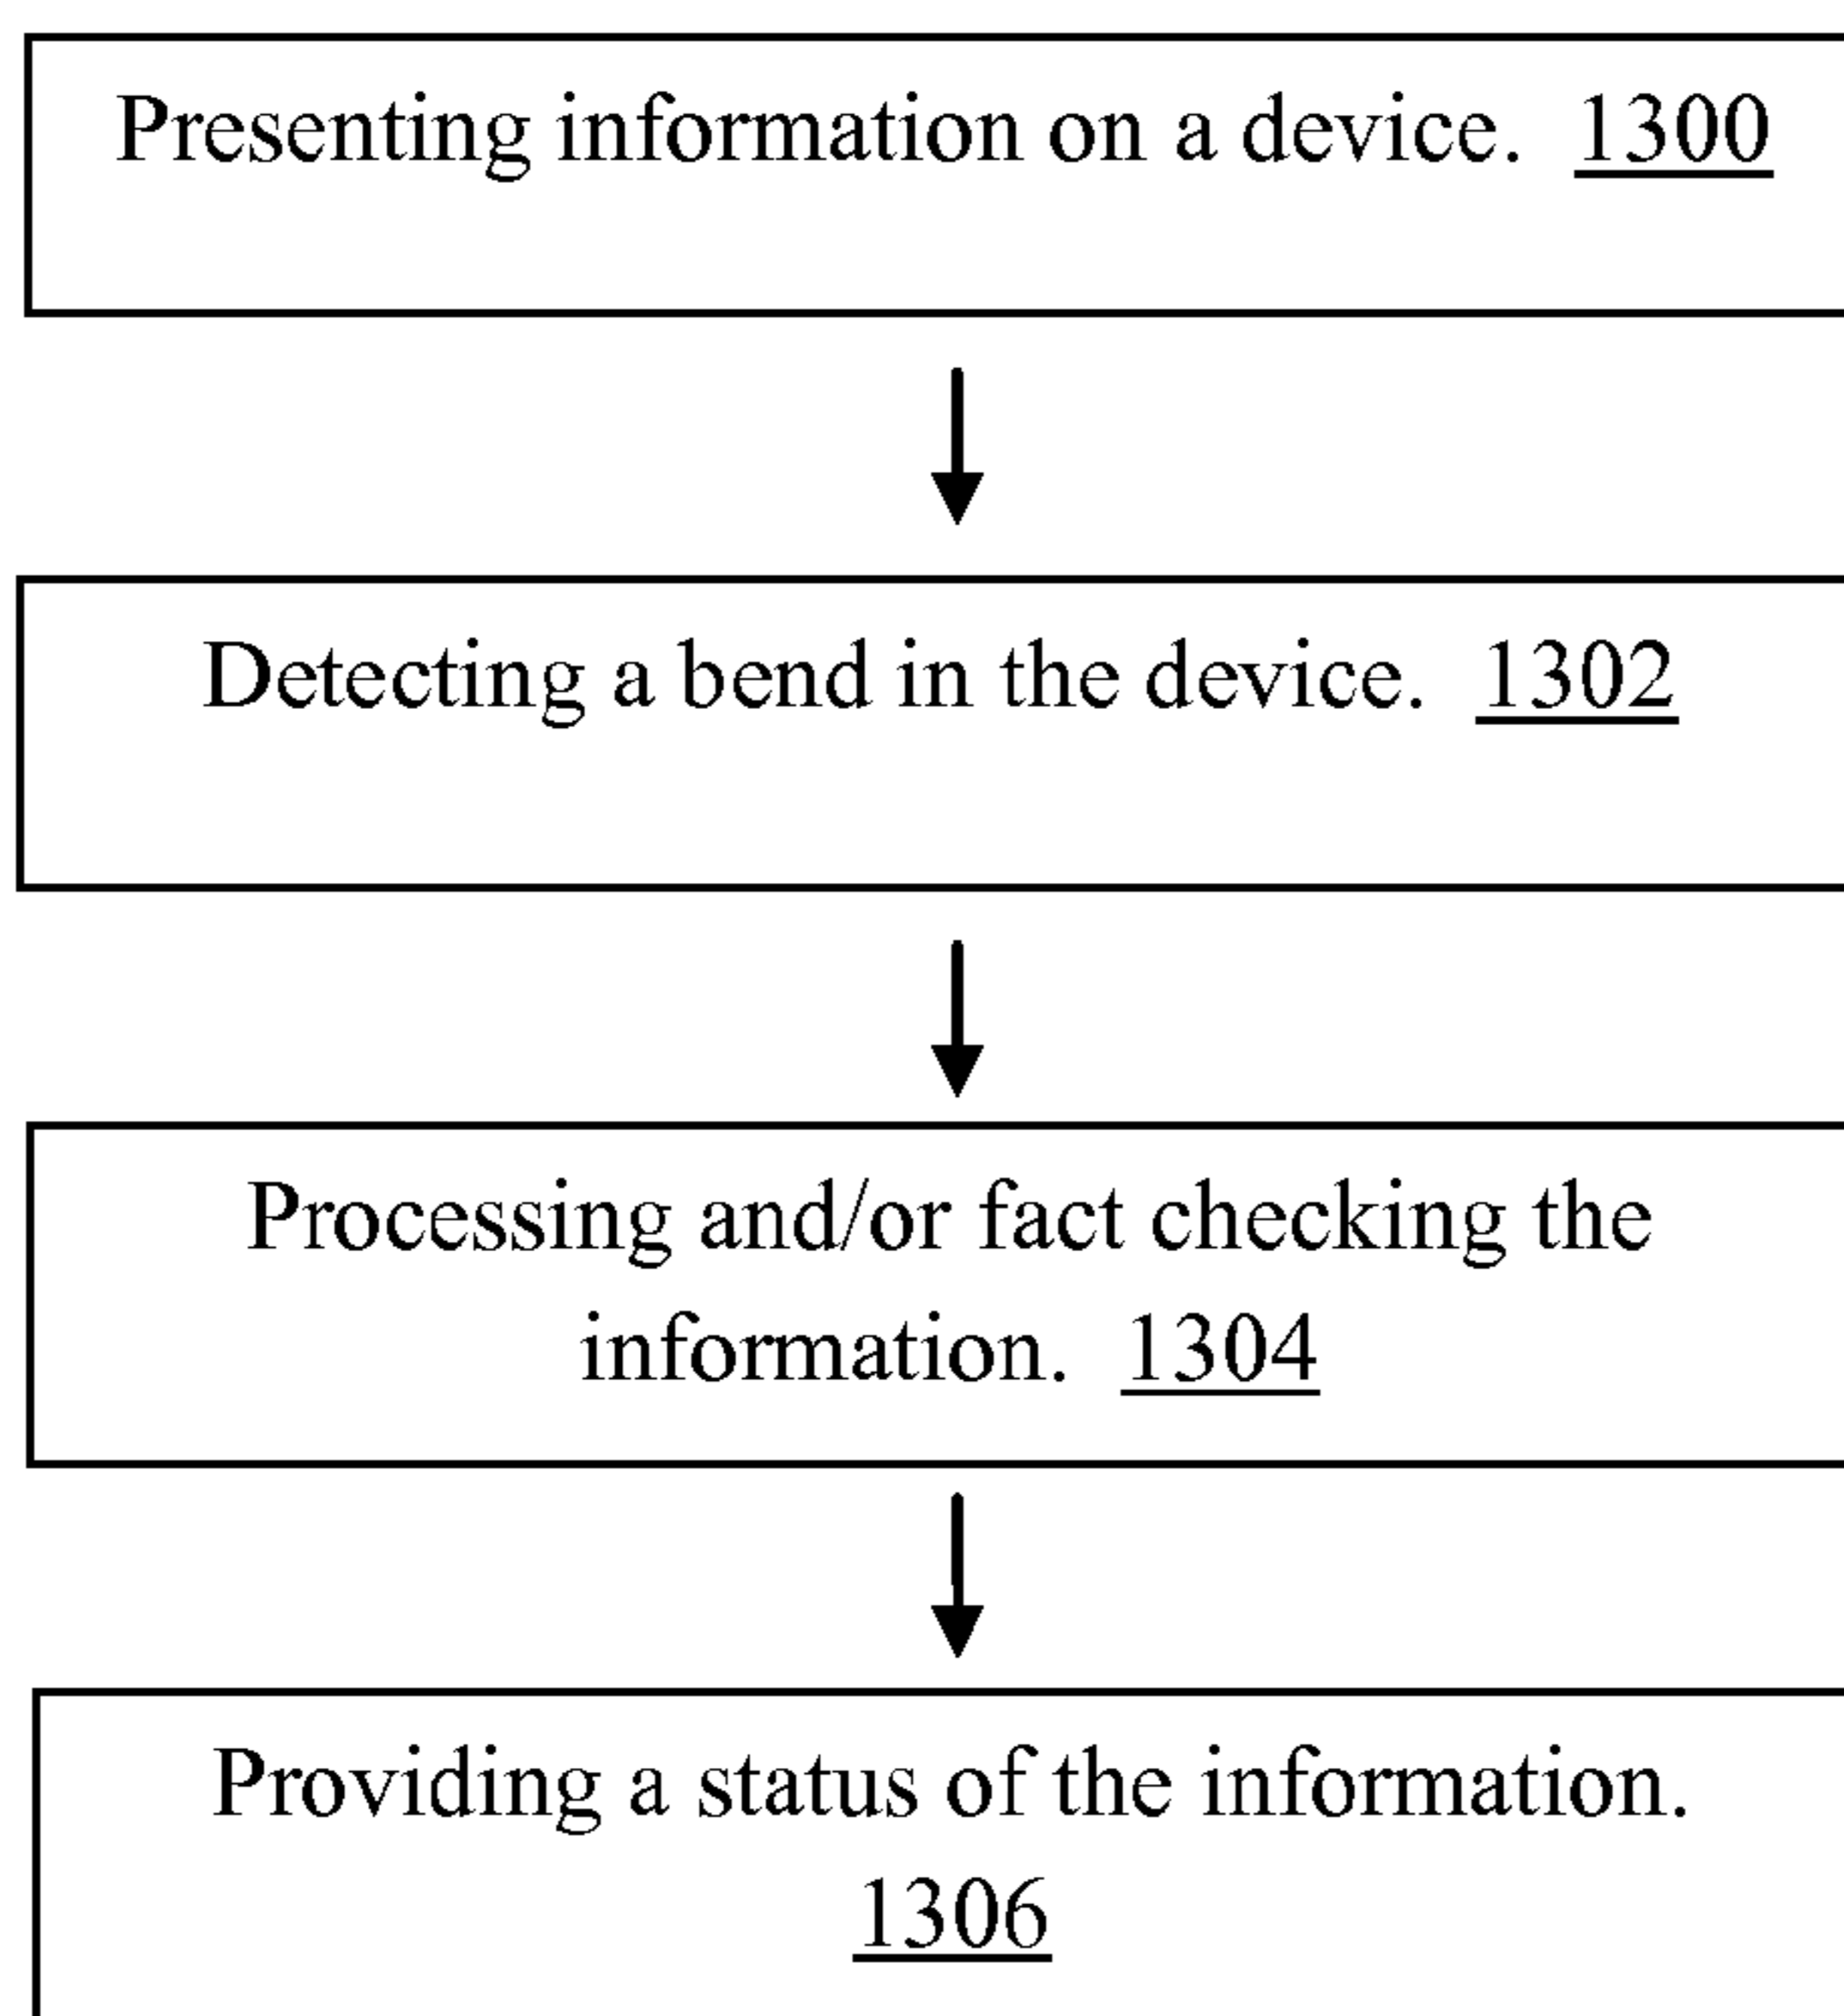 Presenting information on a device. 1300
Detecting a bend in the device. 1302
Processing and/or fact checking the
information. 1304
Providing a status of the information.
1306